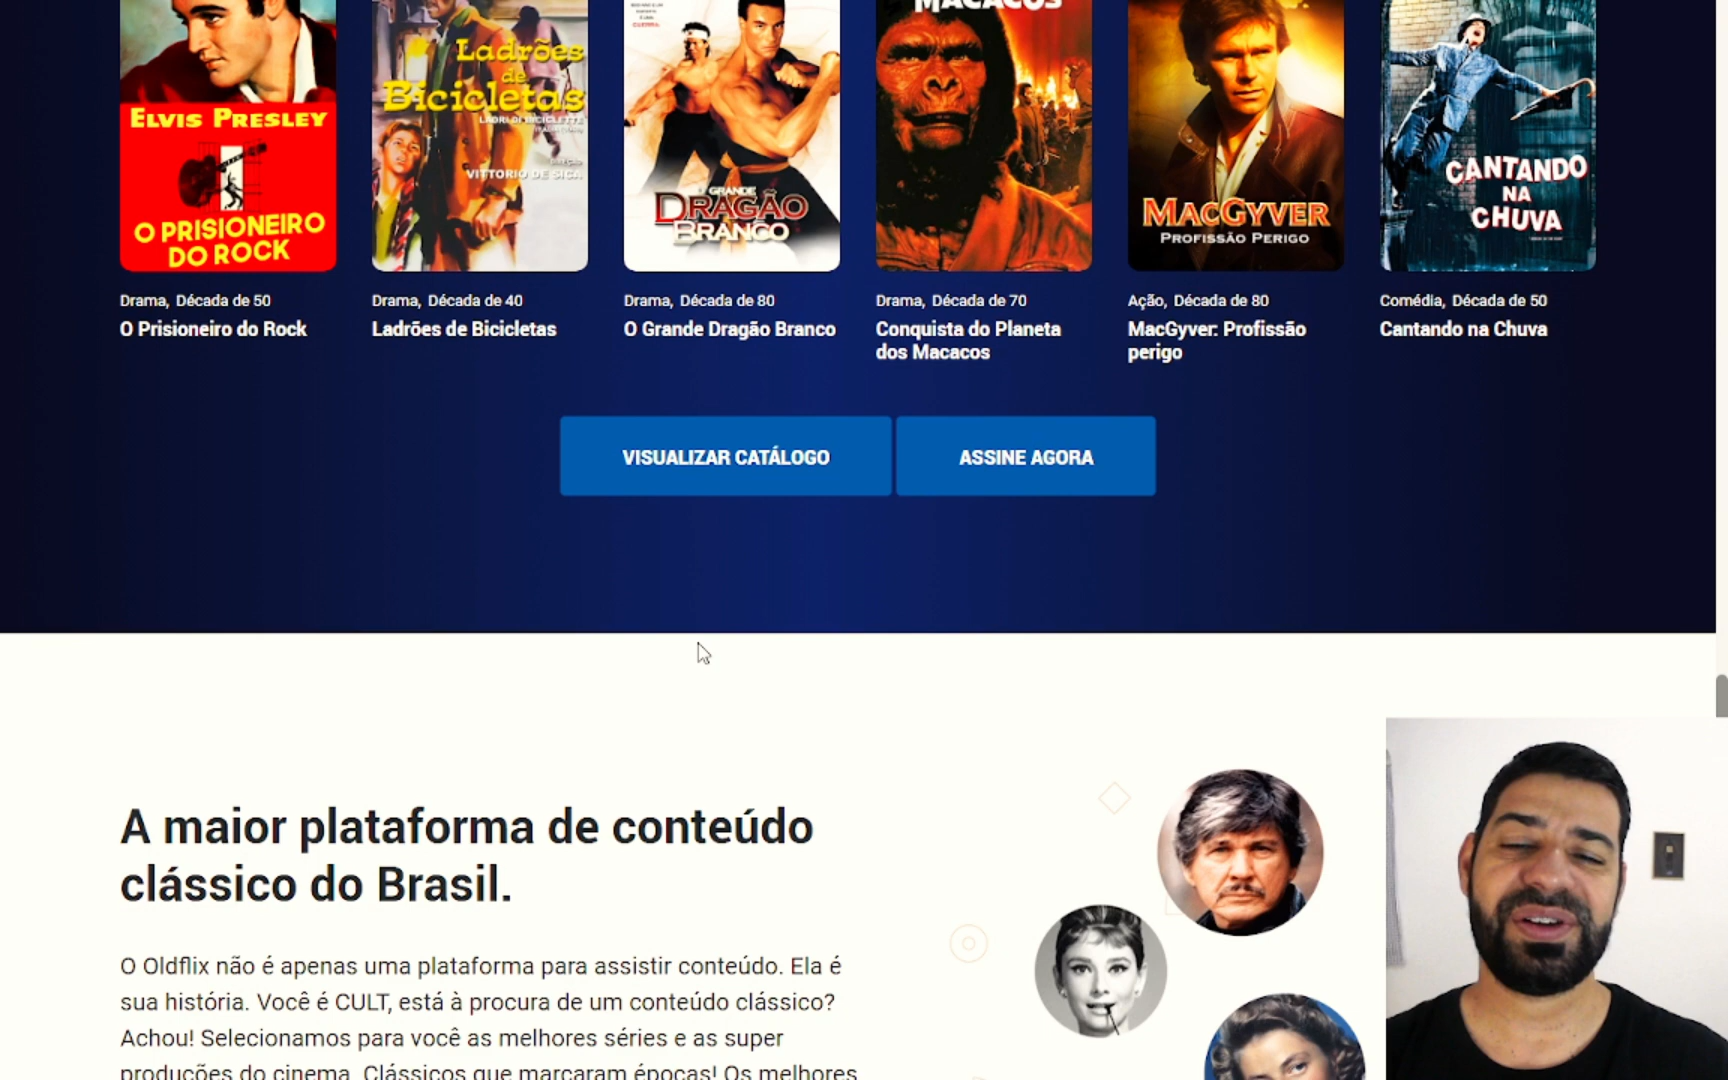 MACACOS
ELVIS PRESLEY
O PRISIONEIRO
DO ROCK
Ladrões
de
Bicicletas
LADRI DI BICICLETTE
DIREÇÃO
VITTORIO DE SICA
GUERRA.
O GRANDE
DRAGÃO
BRANCO
MACGYVER
PROFISSÃO PERIGO
CANTANDO
NA
CHUVA
Drama, Década de 50
O Prisioneiro do Rock
Drama, Década de 40
Ladrões de Bicicletas
Drama, Década de 80
O Grande Dragão Branco
Drama, Década de 70
Conquista do Planeta
dos Macacos
Ação, Década de 80
MacGyver: Profissão
perigo
Comédia, Década de 50
Cantando na Chuva
VISUALIZAR CATÁLOGO
ASSINE AGORA
A maior plataforma de conteúdo
clássico do Brasil.
O Oldflix não é apenas uma plataforma para assistir conteúdo. Ela é
sua história. Você é CULT, está à procura de um conteúdo clássico?
Achou! Selecionamos para você as melhores séries e as super
produções do cinema. Clássicos que marcaram épocas! Os melhores